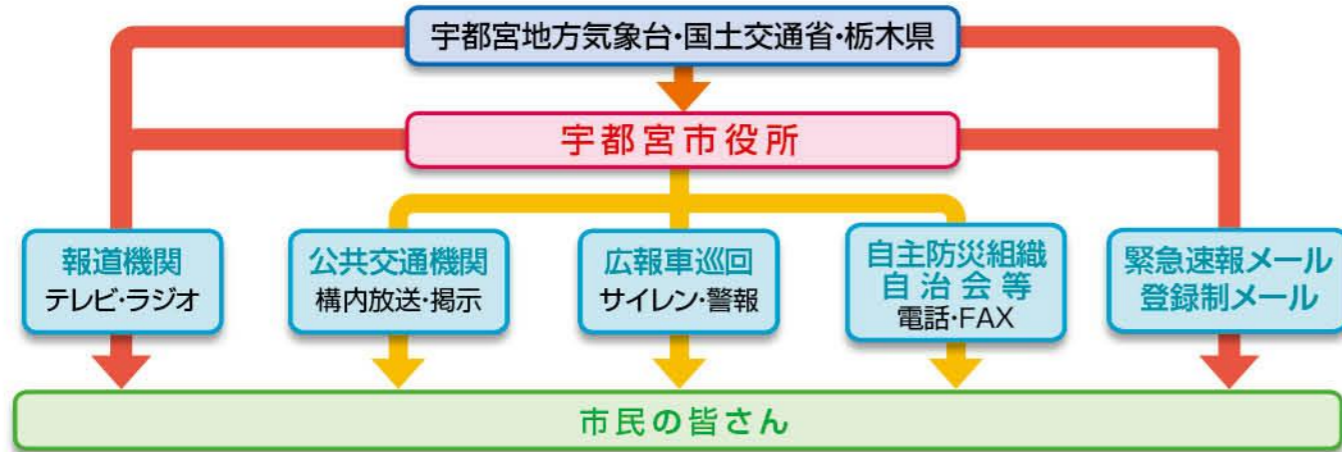 宇都宮地方気象台・国土交通省・栃木県
宇都宮市役所
報道機関
テレビ・ラジオ
公共交通機関
構内放送・掲示
広報車巡回
サイレン・警報
自主防災組織
自治会等
電話・FAX
緊急速報メール
登録制メール
市民の皆さん